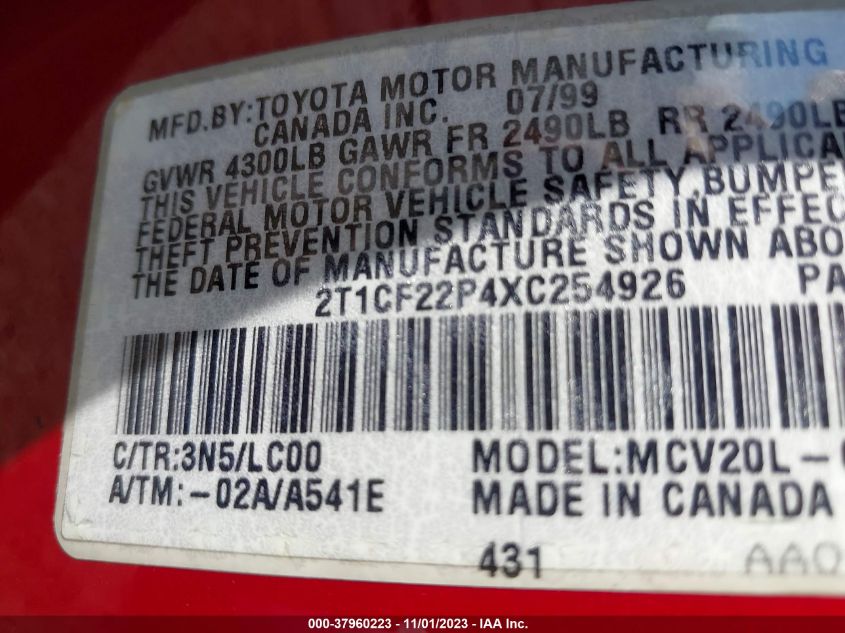 MFD.BY:TOYOTA MOTOR MANUFACTURING
CANADA INC. 07/99
GVWR 4300LB GAWR FR 2490LB RR 2490LB
THIS VEHICLE CONFORMS TO ALL APPLICA
FEDERAL MOTOR VEHICLE SAFETY,BUMPE
THEFT PREVENTION STANDARDS IN EFFEC
THE DATE OF MANUFACTURE SHOWN ABO
2T1CF22P4XC254926 PA
C/TR:3N5/LC00 MODEL:MCV20L-
A/TM:-02A/A541E MADE IN CANADA
431 AA0
000-37960223 - 11/01/2023 - IAA Inc.